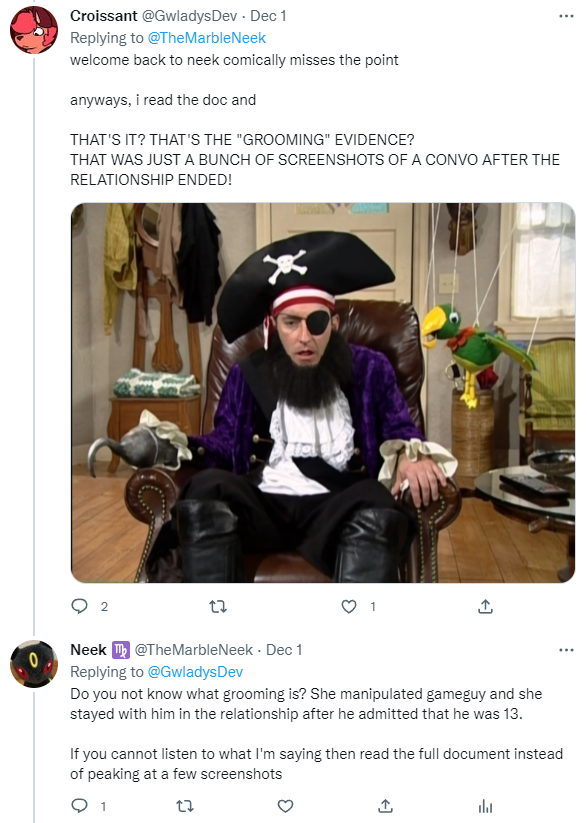 Croissant @GwladysDev · Dec 1
Replying to @TheMarbleNeek
welcome back to neek comically misses the point
anyways, i read the doc and
THAT'S IT? THAT'S THE "GROOMING" EVIDENCE?
THAT WAS JUST A BUNCH OF SCREENSHOTS OF A CONVO AFTER THE
RELATIONSHIP ENDED!
2 1
Neek ♍ @TheMarbleNeek · Dec 1
Replying to @GwladysDev
Do you not know what grooming is? She manipulated gameguy and she
stayed with him in the relationship after he admitted that he was 13.
If you cannot listen to what I'm saying then read the full document instead
of peaking at a few screenshots
1